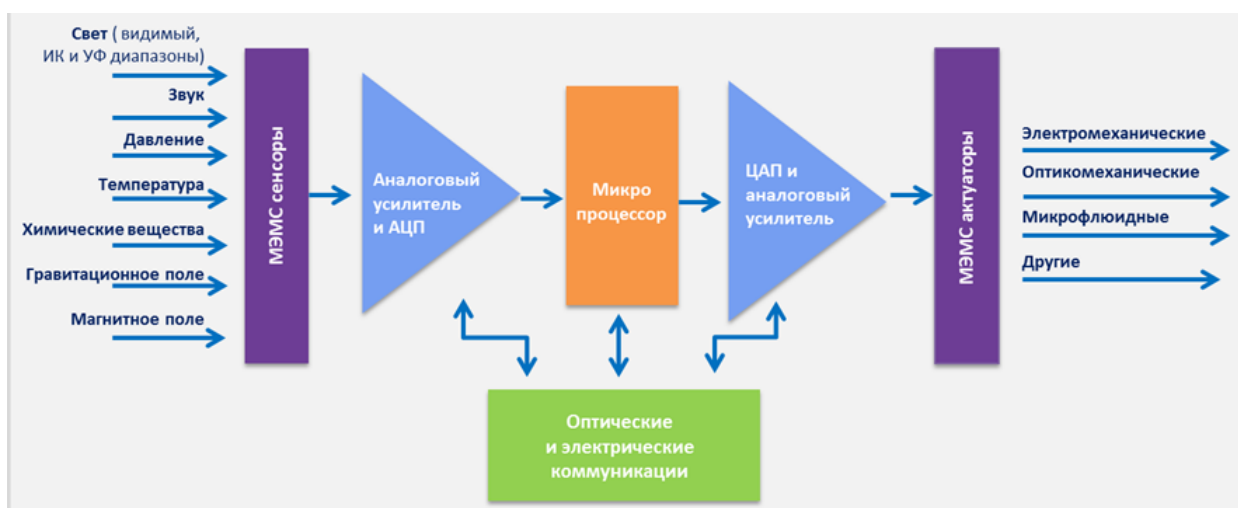 Свет ( видимый,
ИК и УФ диапазоны)
Звук
Давление
Температура
Химические вещества
Гравитационное поле
Магнитное поле
МЭМС сенсоры
Аналоговый
усилитель
и АЦП
Микро
процессор
ЦАП и
аналоговый
усилитель
МЭМС актуаторы
Электромеханические
Оптикомеханические
Микрофлюидные
Другие
Оптические
и электрические
коммуникации